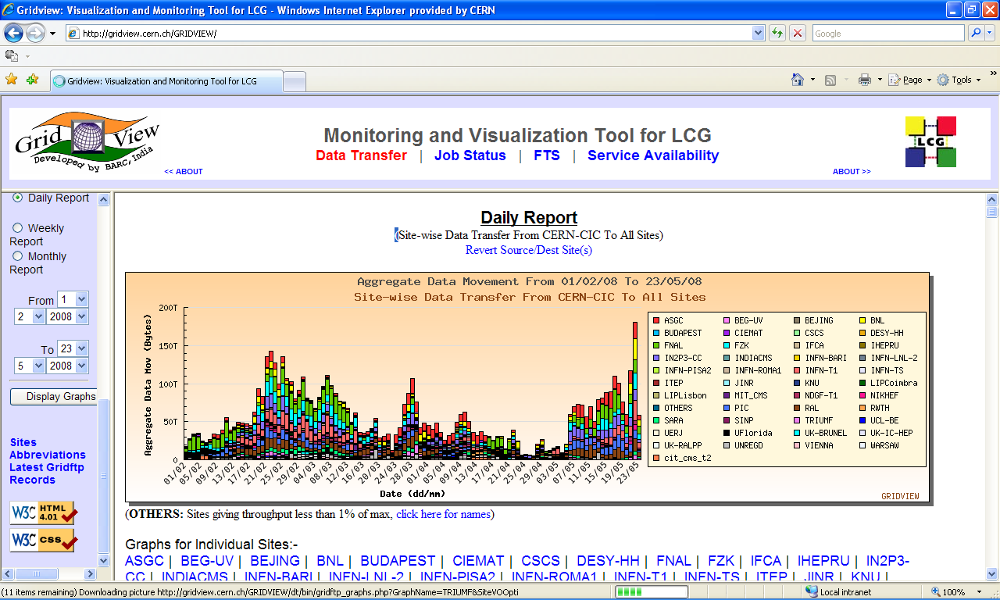 Gridview: Visualization and Monitoring Tool for LCG - Windows Internet Explorer provided by CERN
http://gridview.cern.ch/GRIDVIEW/
Google
Gridview: Visualization and Monitoring Tool for LCG
Page
Tools
Grid View
Developed by BARC, India
<< ABOUT
Monitoring and Visualization Tool for LCG
Data Transfer | Job Status | FTS | Service Availability
ABOUT >>
LCG
Daily Report
Weekly
Report
Monthly
Report
From 1
2 2008
To 23
5 2008
Display Graphs
Sites
Abbreviations
Latest Gridftp
Records
W3C HTML 4.01
W3C CSS
Daily Report
(Site-wise Data Transfer From CERN-CIC To All Sites)
Revert Source/Dest Site(s)
Aggregate Data Movement From 01/02/08 To 23/05/08
Site-wise Data Transfer From CERN-CIC To All Sites
Aggregate Data Mov (Bytes)
200T
150T
100T
50T
0
01/02 05/02 09/02 13/02 17/02 21/02 25/02 29/02 04/03 08/03 12/03 16/03 20/03 24/03 28/03 01/04 05/04 09/04 13/04 17/04 21/04 25/04 29/04 03/05 07/05 11/05 15/05 19/05 23/05
Date (dd/mm)
ASGC BEG-UV BEJING BNL
BUDAPEST CIEMAT CSCS DESY-HH
FNAL FZK IFCA IHEPRU
IN2P3-CC INDIACMS INFN-BARI INFN-LNL-2
INFN-PISA2 INFN-ROMA1 INFN-T1 INFN-TS
ITEP JINR KNU LIPCoimbra
LIPLisbon MIT_CMS NDGF-T1 NIKHEF
OTHERS PIC RAL RWTH
SARA SINP TRIUMF UCL-BE
UERJ UFlorida UK-BRUNEL UK-IC-HEP
UK-RALPP UNREGD VIENNA WARSAW
cit_cms_t2
GRIDVIEW
(OTHERS: Sites giving throughput less than 1% of max, click here for names)
Graphs for Individual Sites:-
ASGC | BEG-UV | BEJING | BNL | BUDAPEST | CIEMAT | CSCS | DESY-HH | FNAL | FZK | IFCA | IHEPRU | IN2P3-
CC | INDIACMS | INFN-BARI | INFN-LNL-2 | INFN-PISA2 | INFN-ROMA1 | INFN-T1 | INFN-TS | ITEP | JINR | KNU |
(11 items remaining) Downloading picture http://gridview.cern.ch/GRIDVIEW/dt/bin/gridftp_graphs.php?GraphName=TRIUMF&SiteVOOpti
Local intranet
100%